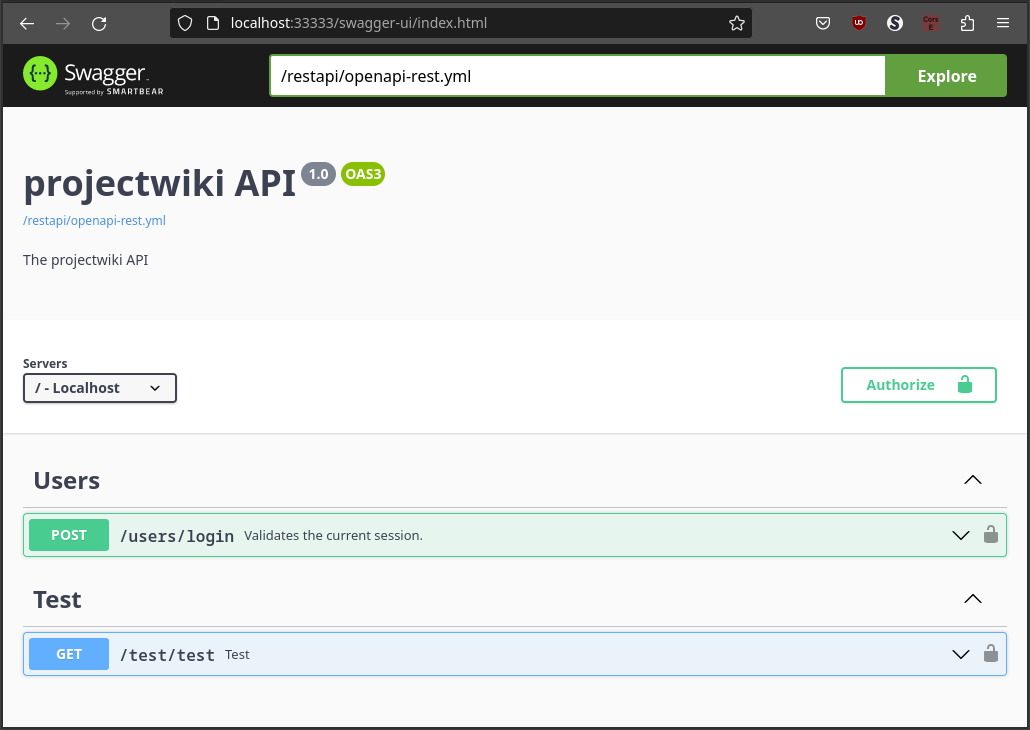 localhost:33333/swagger-ui/index.html
UD
S
Cors
E
{···} Swagger.
Supported by SMARTBEAR
/restapi/openapi-rest.yml
Explore
projectwiki API 1.0 OAS3
/restapi/openapi-rest.yml
The projectwiki API
Servers
/ - Localhost
Authorize
Users
POST /users/login Validates the current session.
Test
GET /test/test Test